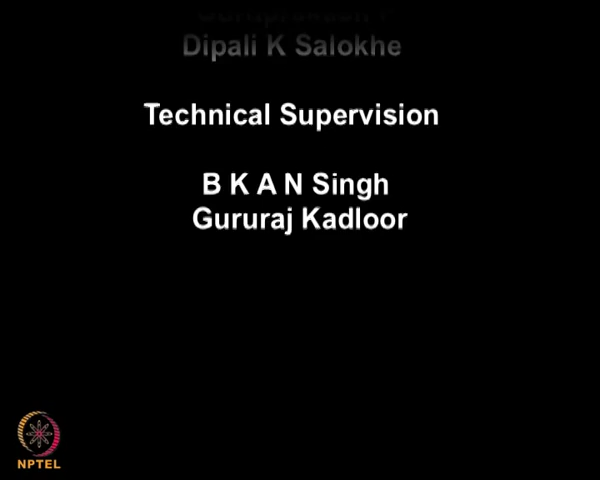 Dipali K Salokhe
Technical Supervision
B K A N Singh
Gururaj Kadloor
NPTEL